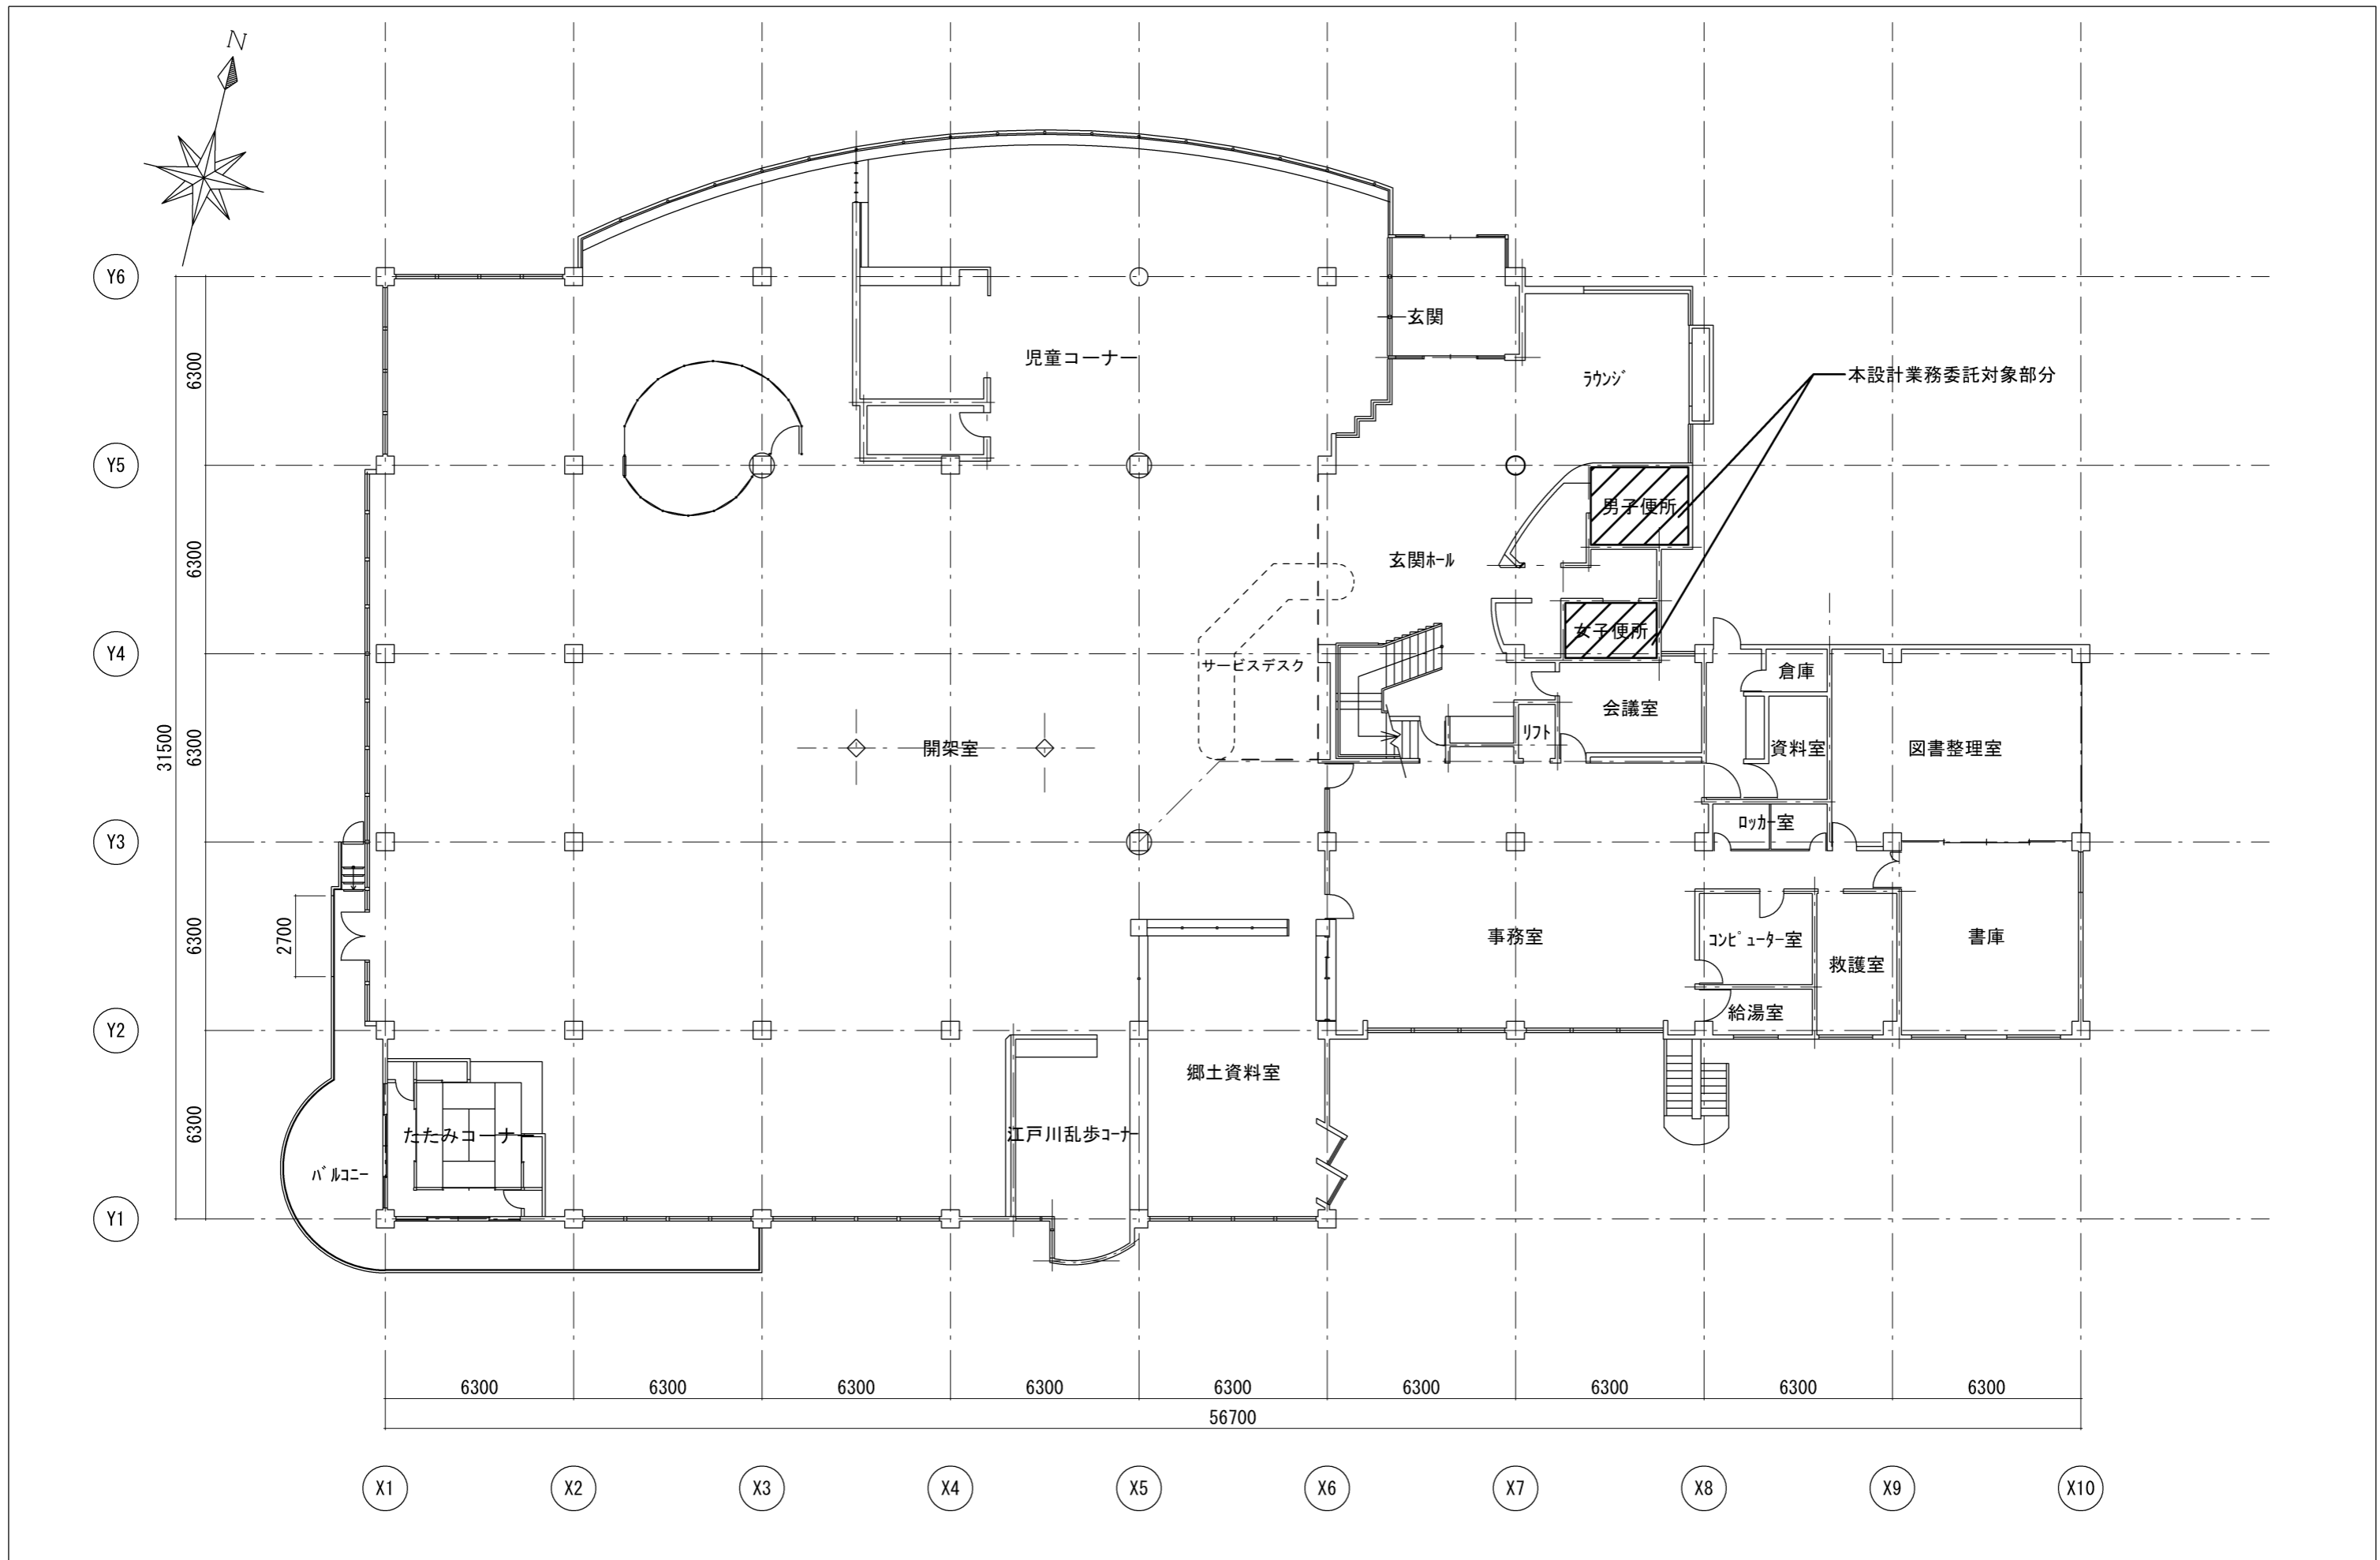 N
Y6
玄関
児童コーナー
6300
ラウンジ
本設計業務委託対象部分
Y5
男子便所
6300
玄関ホール
女子便所
Y4
サービスデスク
倉庫
会議室
リフト
31500
6300
開架室
資料室
図書整理室
ロッカー室
Y3
2700
6300
事務室
コンピューター室
書庫
救護室
給湯室
Y2
郷土資料室
6300
たたみコーナー
江戸川乱歩コーナー
バルコニー
Y1
6300 6300 6300 6300 6300 6300 6300 6300 6300
56700
X1 X2 X3 X4 X5 X6 X7 X8 X9 X10